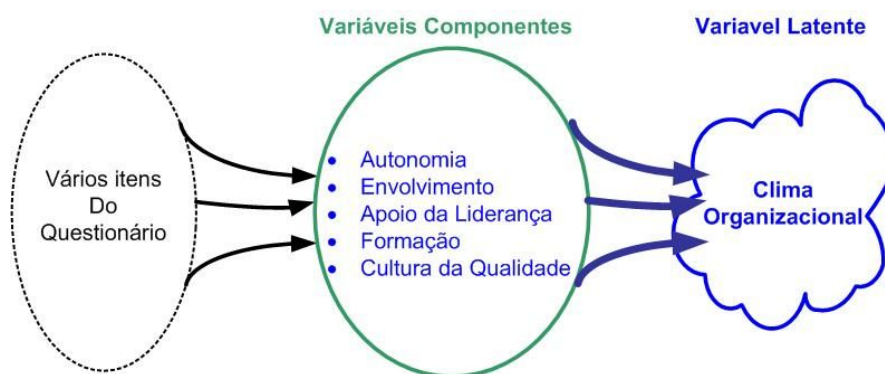 Variáveis Componentes
Variavel Latente
Vários itens
Do
Questionário
• Autonomia
• Envolvimento
• Apoio da Liderança
• Formação
• Cultura da Qualidade
Clima
Organizacional